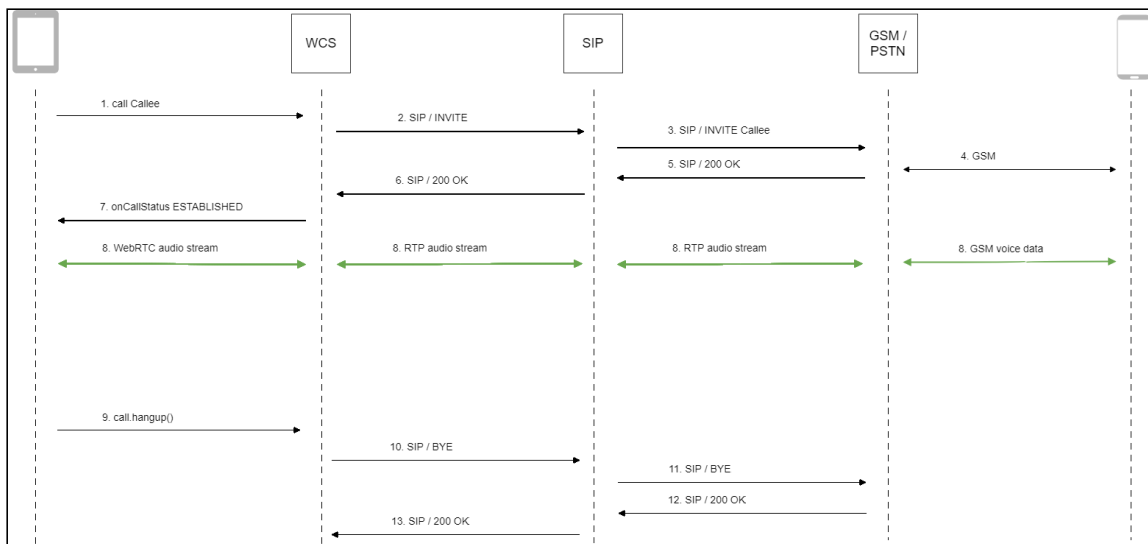 WCS
SIP
GSM /
PSTN
1. call Callee
2. SIP / INVITE
3. SIP / INVITE Callee
4. GSM
5. SIP / 200 OK
6. SIP / 200 OK
7. onCallStatus ESTABLISHED
8. WebRTC audio stream
8. RTP audio stream
8. RTP audio stream
8. GSM voice data
9. call.hangup()
10. SIP / BYE
11. SIP / BYE
12. SIP / 200 OK
13. SIP / 200 OK